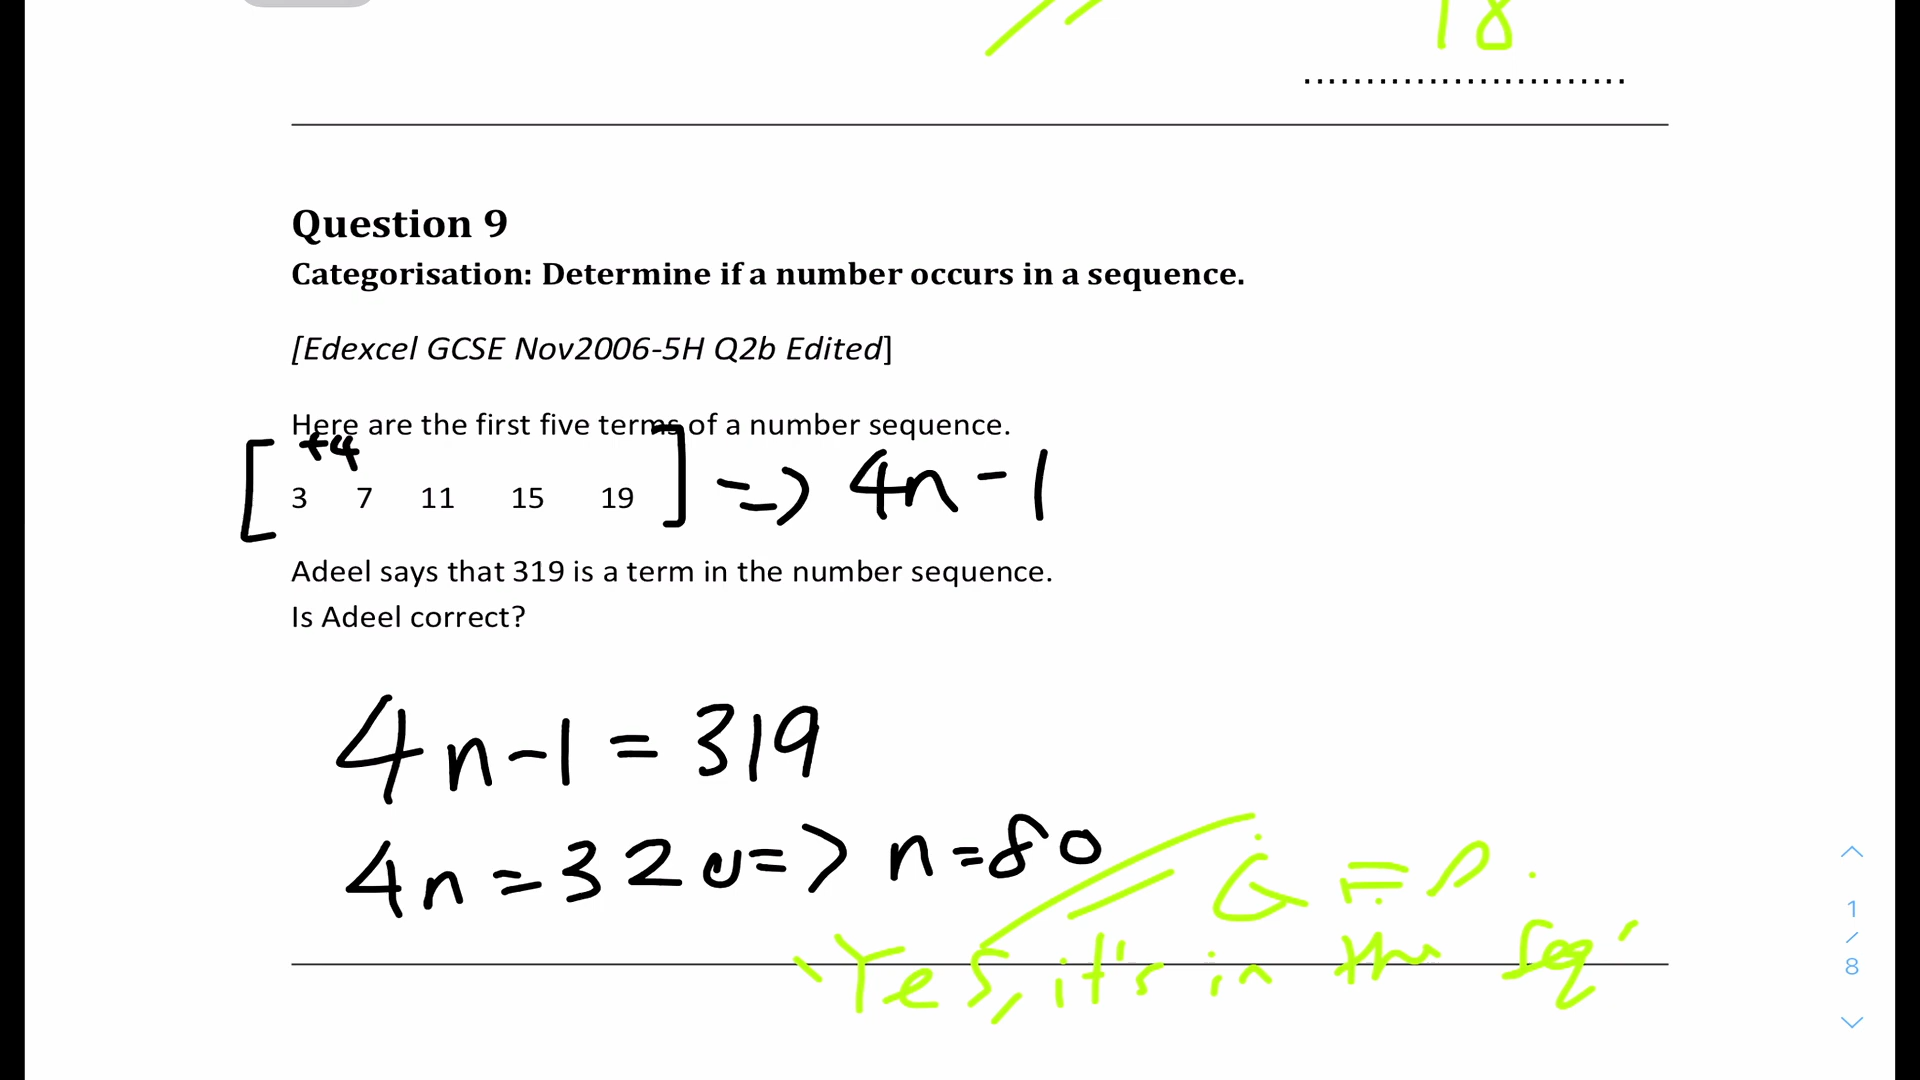 18
..........................
Question 9
Categorisation: Determine if a number occurs in a sequence.
[Edexcel GCSE Nov2006-5H Q2b Edited]
Here are the first five terms of a number sequence.
+4
3 7 11 15 19 => 4n-1
Adeel says that 319 is a term in the number sequence.
Is Adeel correct?
4n-1=319
4n=320=> n=80
'Yes, it's in the seq'
1
/
8